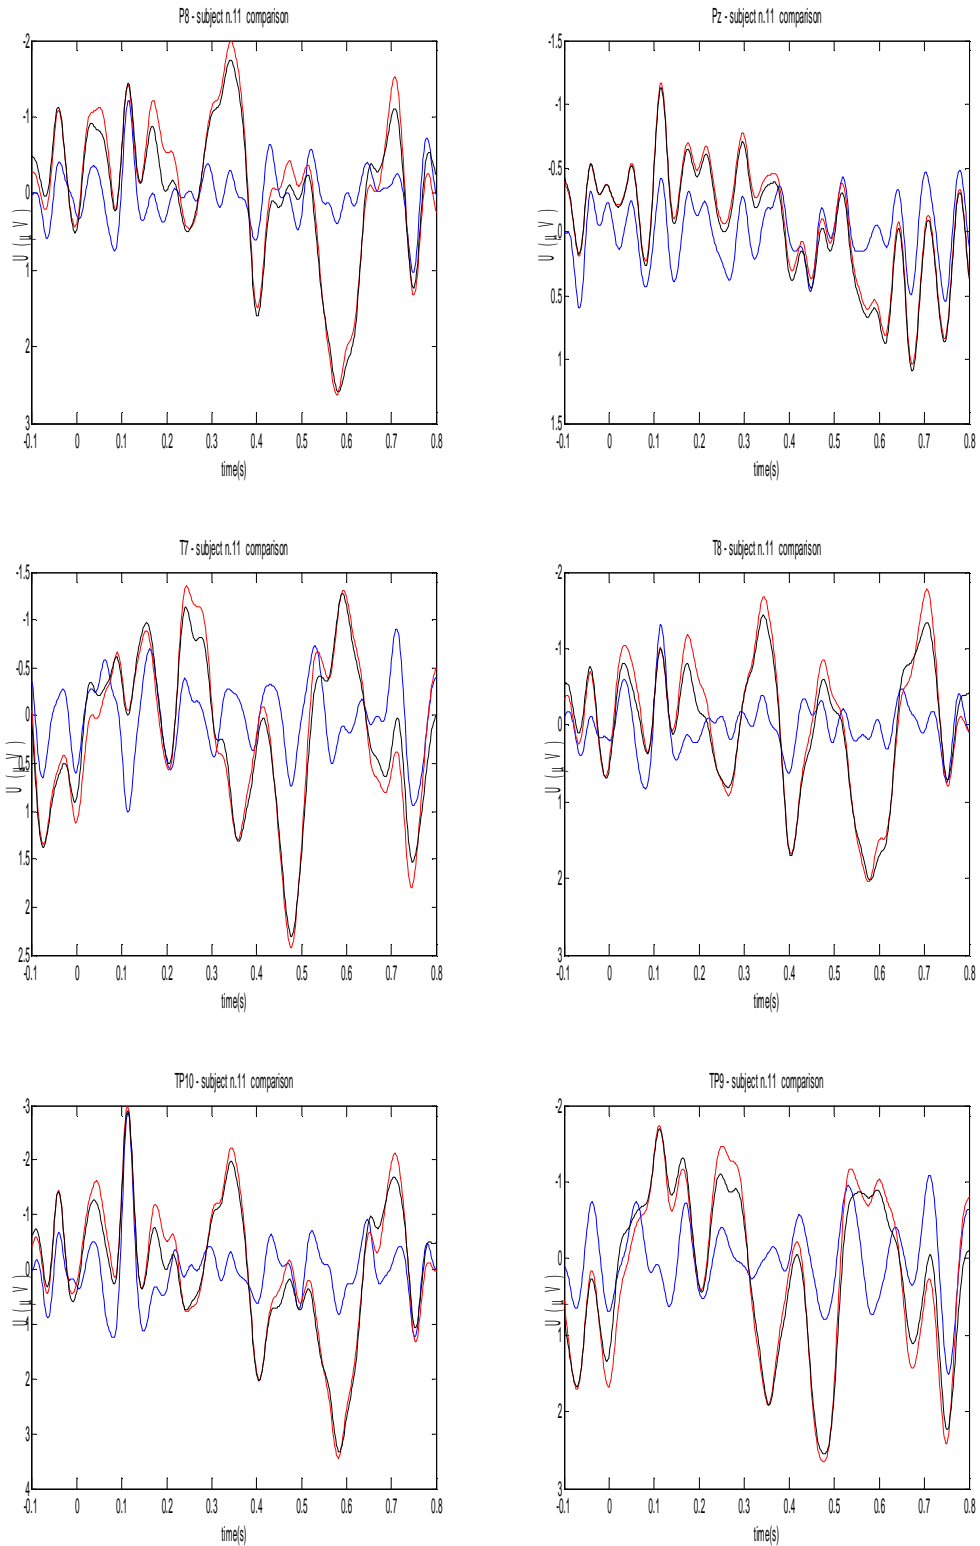 P8 - subject n.11 comparison
-2
-1
0
1
2
3
U ( µ V )
-0.1 0 0.1 0.2 0.3 0.4 0.5 0.6 0.7 0.8
time(s)
Pz - subject n.11 comparison
-1.5
-1
-0.5
0
0.5
1
1.5
U ( µ V )
-0.1 0 0.1 0.2 0.3 0.4 0.5 0.6 0.7 0.8
time(s)
T7 - subject n.11 comparison
-1.5
-1
-0.5
0
0.5
1
1.5
2
2.5
U ( µ V )
-0.1 0 0.1 0.2 0.3 0.4 0.5 0.6 0.7 0.8
time(s)
T8 - subject n.11 comparison
-2
-1
0
1
2
3
U ( µ V )
-0.1 0 0.1 0.2 0.3 0.4 0.5 0.6 0.7 0.8
time(s)
TP10 - subject n.11 comparison
-3
-2
-1
0
1
2
3
4
U ( µ V )
-0.1 0 0.1 0.2 0.3 0.4 0.5 0.6 0.7 0.8
time(s)
TP9 - subject n.11 comparison
-2
-1
0
1
2
3
U ( µ V )
-0.1 0 0.1 0.2 0.3 0.4 0.5 0.6 0.7 0.8
time(s)